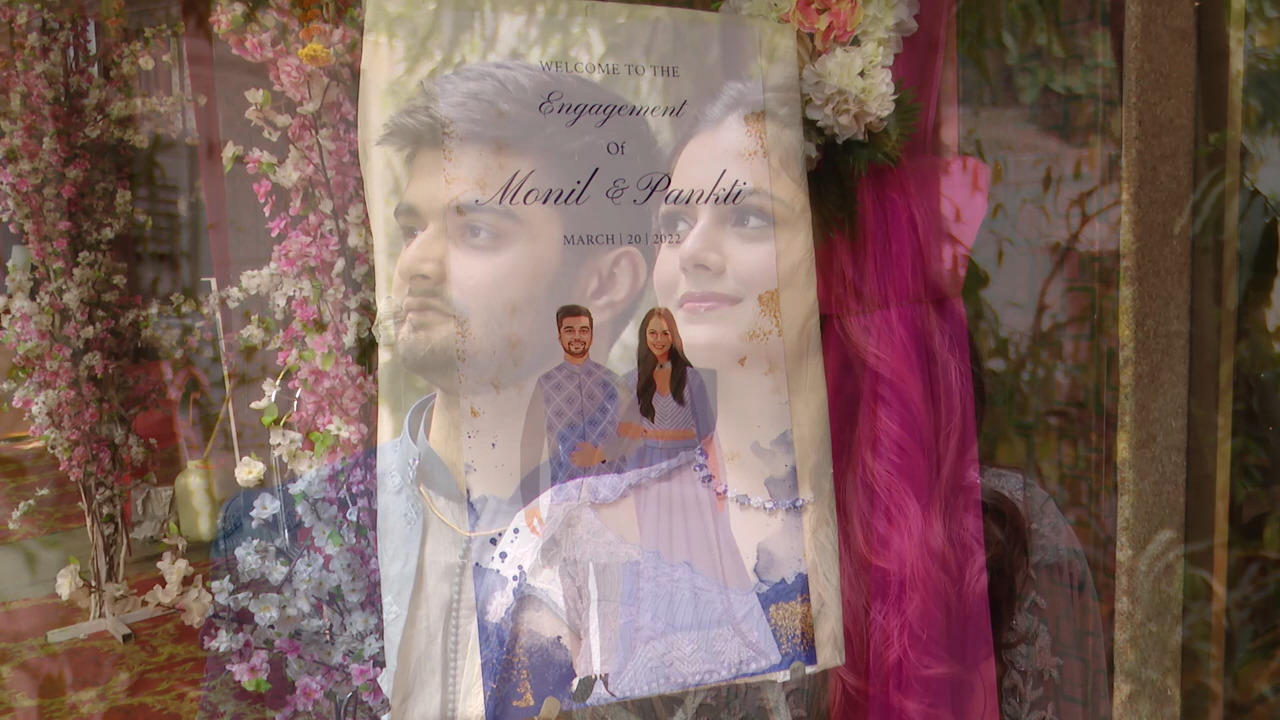 WELCOME TO THE
Engagement
Of
Monil & Pankti
MARCH | 20 | 2022